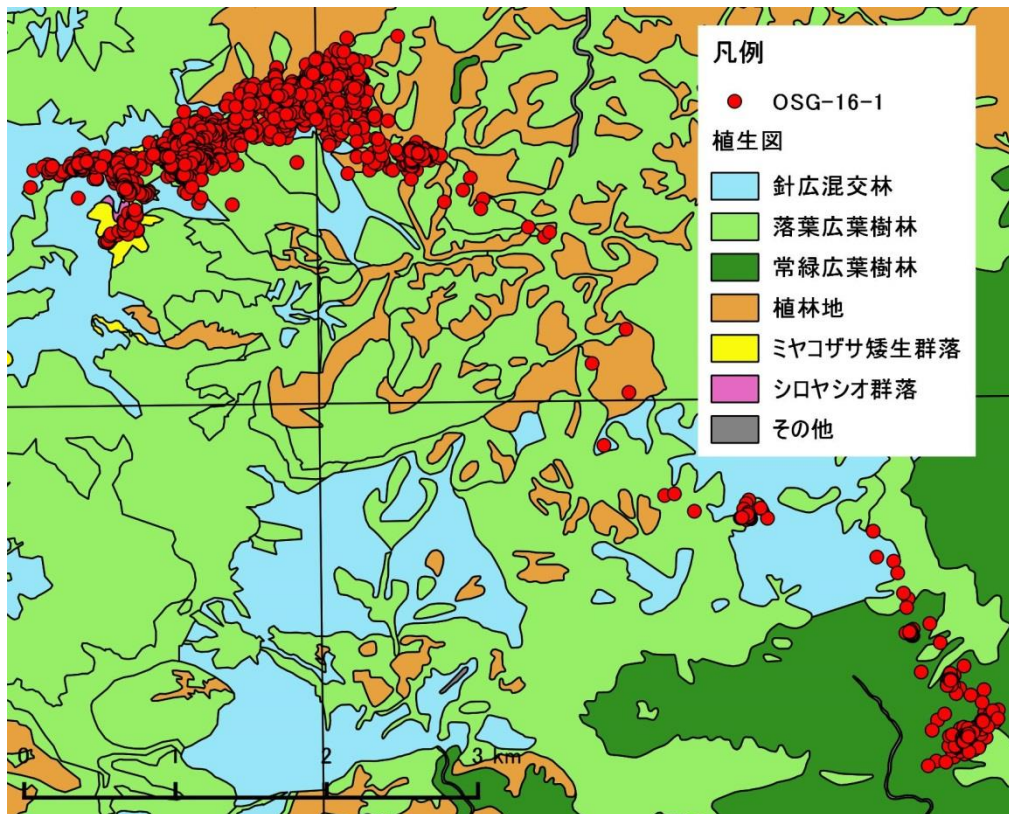 凡例
OSG-16-1
植生図
針広混交林
落葉広葉樹林
常緑広葉樹林
植林地
ミヤコザサ矮生群落
シロヤシオ群落
その他
0 1 2 3 km